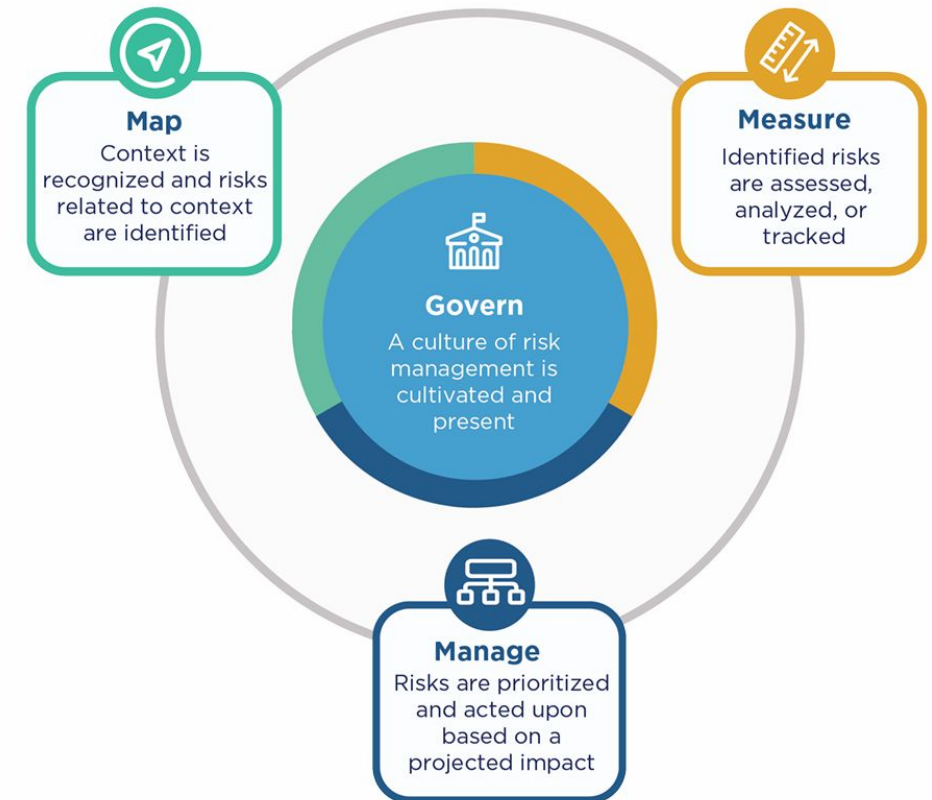 Map
Context is
recognized and risks
related to context
are identified
Measure
Identified risks
are assessed,
analyzed, or
tracked
Govern
A culture of risk
management is
cultivated and
present
Manage
Risks are prioritized
and acted upon
based on a
projected impact